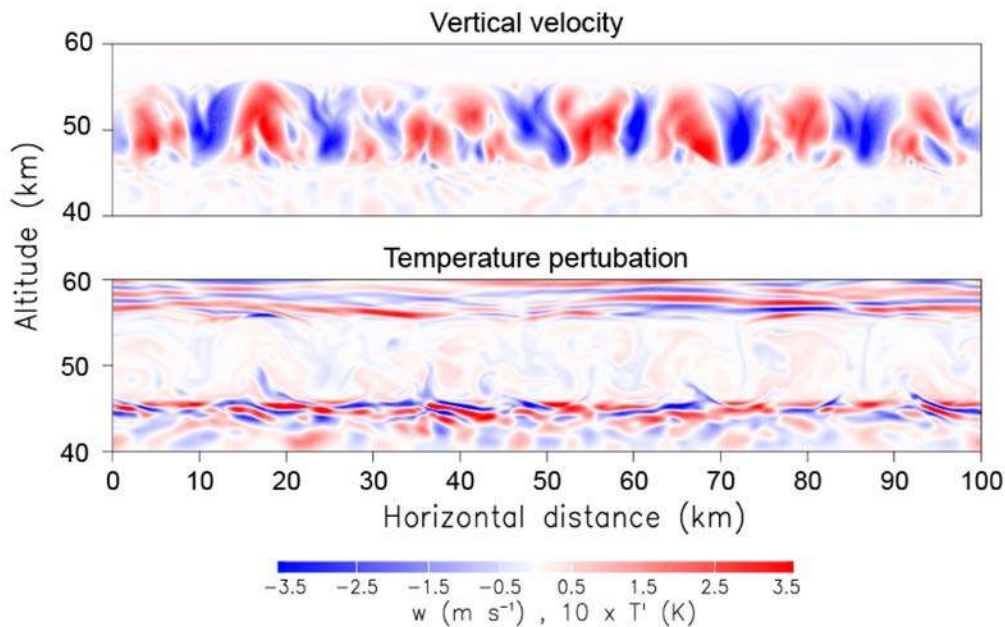 Vertical velocity
60
50
40
Temperature pertubation
60
50
40
Altitude (km)
0 10 20 30 40 50 60 70 80 90 100
Horizontal distance (km)
−3.5 −2.5 −1.5 −0.5 0.5 1.5 2.5 3.5
w (m s⁻¹) , 10 x T' (K)